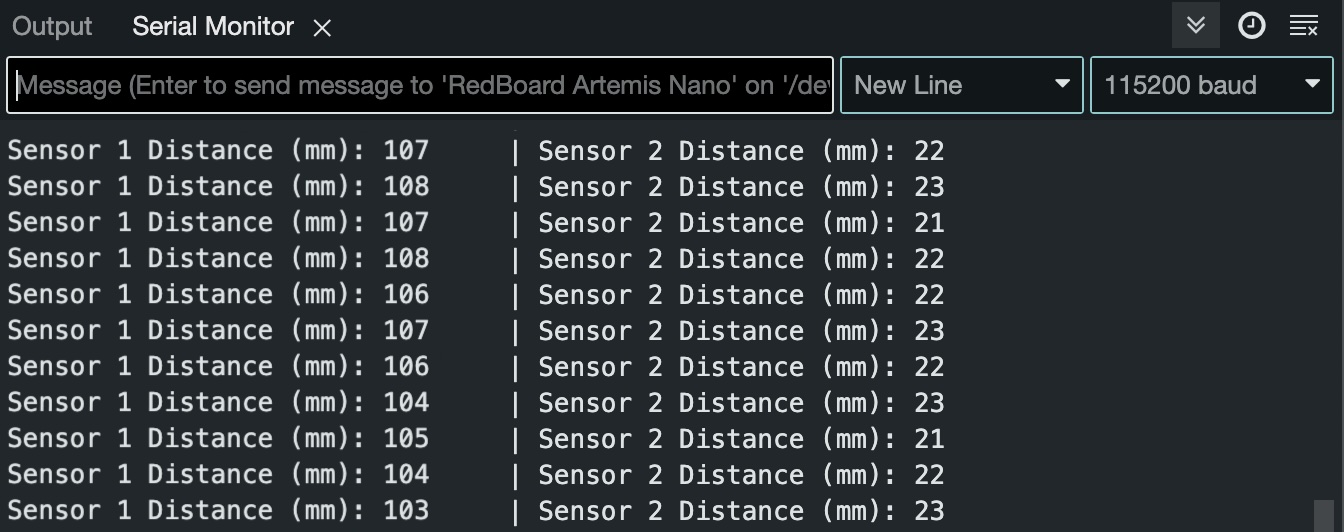 Output Serial Monitor
Message (Enter to send message to 'RedBoard Artemis Nano' on '/de New Line 115200 baud
Sensor 1 Distance (mm): 107 | Sensor 2 Distance (mm): 22
Sensor 1 Distance (mm): 108 | Sensor 2 Distance (mm): 23
Sensor 1 Distance (mm): 107 | Sensor 2 Distance (mm): 21
Sensor 1 Distance (mm): 108 | Sensor 2 Distance (mm): 22
Sensor 1 Distance (mm): 106 | Sensor 2 Distance (mm): 22
Sensor 1 Distance (mm): 107 | Sensor 2 Distance (mm): 23
Sensor 1 Distance (mm): 106 | Sensor 2 Distance (mm): 22
Sensor 1 Distance (mm): 104 | Sensor 2 Distance (mm): 23
Sensor 1 Distance (mm): 105 | Sensor 2 Distance (mm): 21
Sensor 1 Distance (mm): 104 | Sensor 2 Distance (mm): 22
Sensor 1 Distance (mm): 103 | Sensor 2 Distance (mm): 23